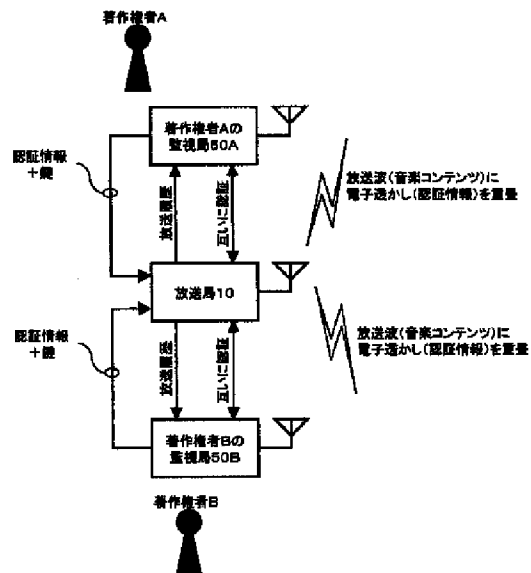 著作権者A
著作権者Aの
監視局50A
認証情報
+鍵
放送履歴
互いに認証
放送波(音楽コンテンツ)に
電子透かし(認証情報)を重畳
放送局10
認証情報
+鍵
放送履歴
互いに認証
放送波(音楽コンテンツ)に
電子透かし(認証情報)を重畳
著作権者Bの
監視局50B
著作権者B